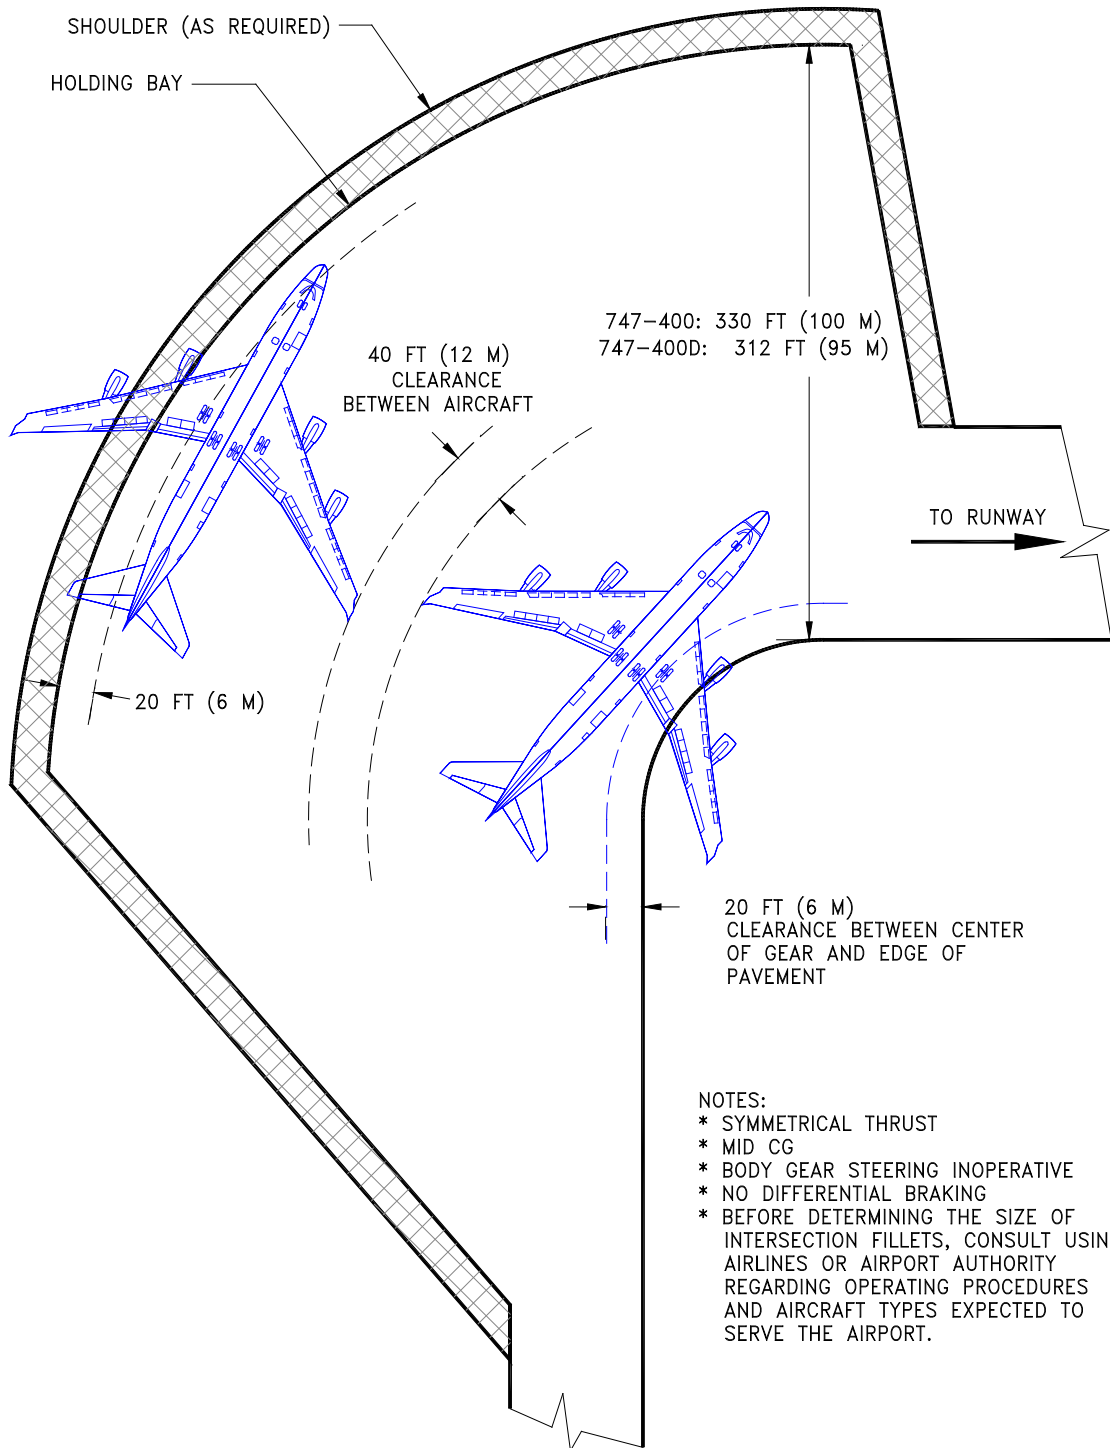 SHOULDER (AS REQUIRED)
HOLDING BAY
747-400: 330 FT (100 M)
747-400D: 312 FT (95 M)
40 FT (12 M)
CLEARANCE
BETWEEN AIRCRAFT
TO RUNWAY
20 FT (6 M)
20 FT (6 M)
CLEARANCE BETWEEN CENTER
OF GEAR AND EDGE OF
PAVEMENT
NOTES:
* SYMMETRICAL THRUST
* MID CG
* BODY GEAR STEERING INOPERATIVE
* NO DIFFERENTIAL BRAKING
* BEFORE DETERMINING THE SIZE OF
INTERSECTION FILLETS, CONSULT USIN
AIRLINES OR AIRPORT AUTHORITY
REGARDING OPERATING PROCEDURES
AND AIRCRAFT TYPES EXPECTED TO
SERVE THE AIRPORT.